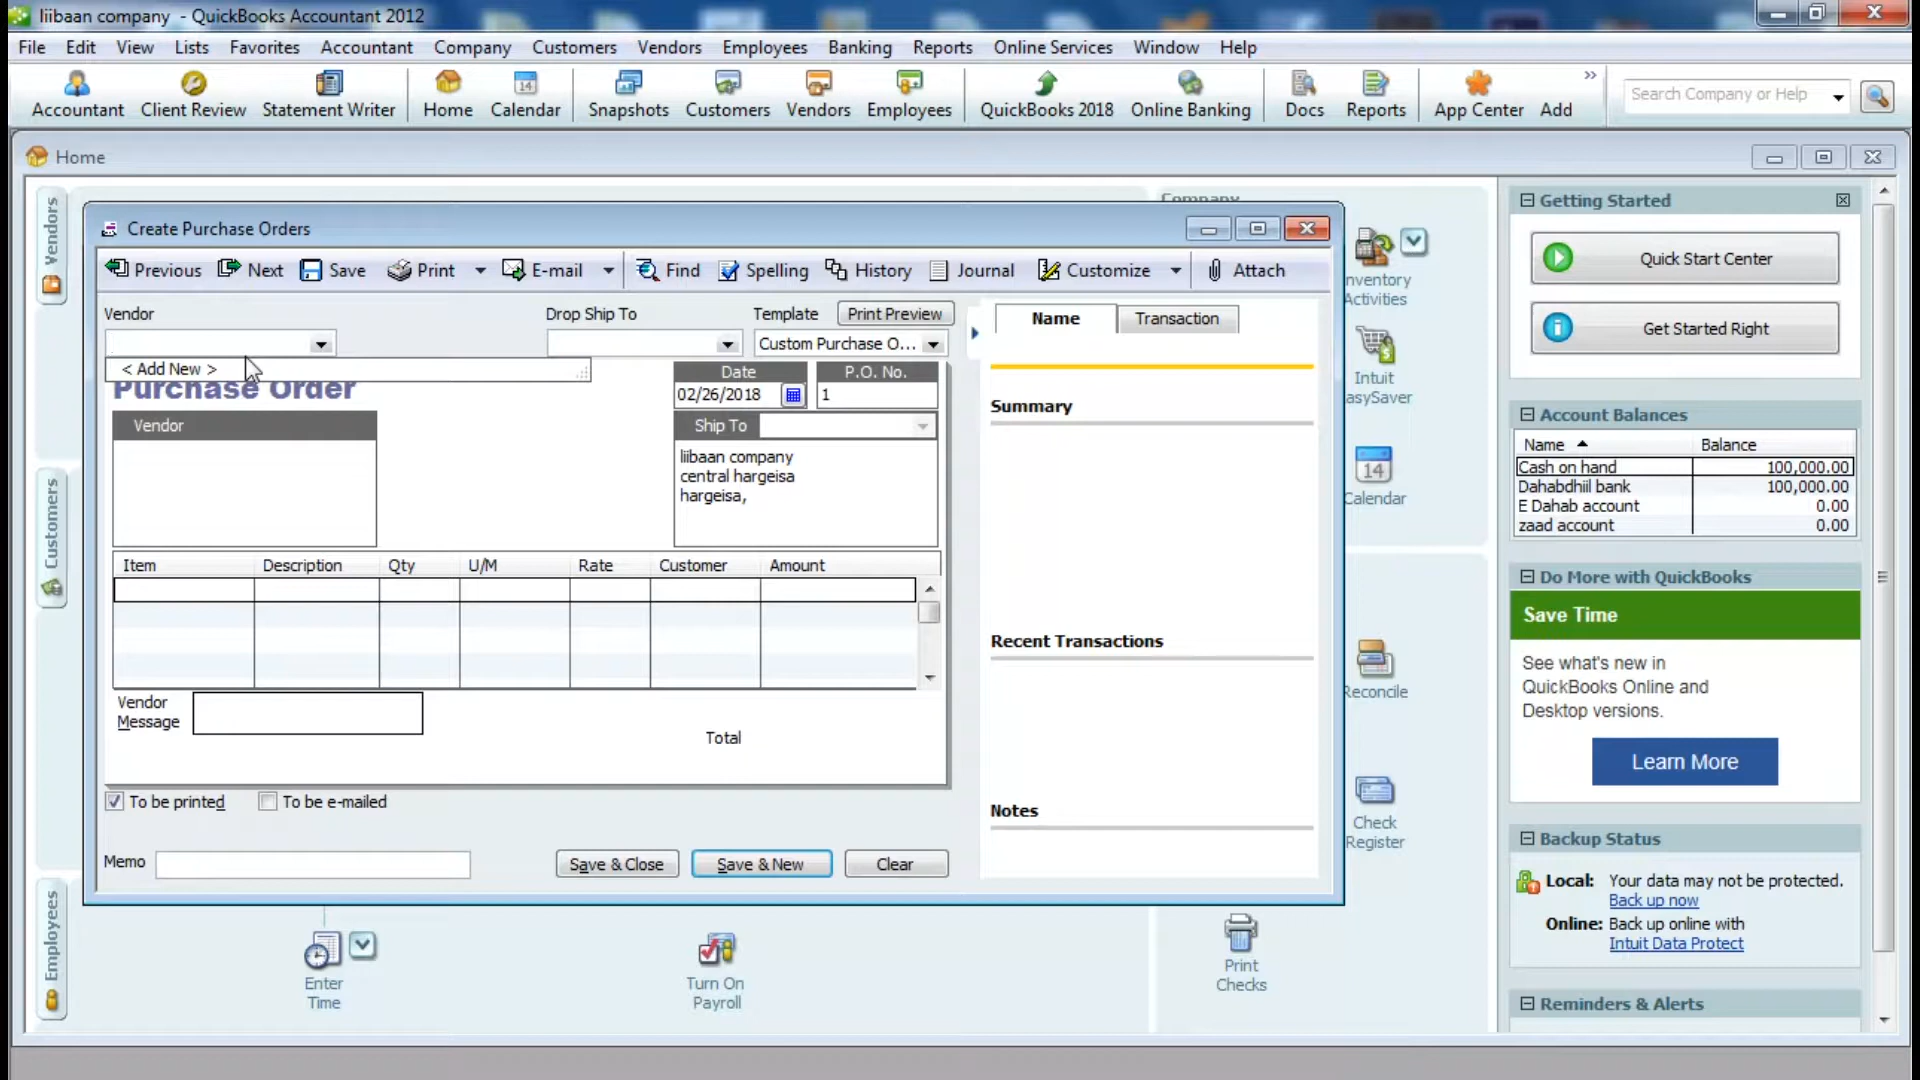 liibaan company - QuickBooks Accountant 2012
File Edit View Lists Favorites Accountant Company Customers Vendors Employees Banking Reports Online Services Window Help
Accountant Client Review Statement Writer Home Calendar Snapshots Customers Vendors Employees QuickBooks 2018 Online Banking Docs Reports App Center Add
Search Company or Help
Home
Vendors
Customers
Employees
Company
Create Purchase Orders
Previous Next Save Print E-mail Find Spelling History Journal Customize Attach
Vendor Drop Ship To Template Print Preview
Custom Purchase O...
< Add New >
Purchase Order
Date P.O. No.
02/26/2018 1
Vendor
Ship To
liibaan company
central hargeisa
hargeisa,
Item Description Qty U/M Rate Customer Amount
Vendor
Message
Total
To be printed To be e-mailed
Memo
Save & Close Save & New Clear
Name Transaction
Summary
Recent Transactions
Notes
nventory
Activities
Intuit
asySaver
14
Calendar
Reconcile
Check
Register
Enter
Time
Turn On
Payroll
Print
Checks
Getting Started
Quick Start Center
Get Started Right
Account Balances
Name Balance
Cash on hand 100,000.00
Dahabdhiil bank 100,000.00
E Dahab account 0.00
zaad account 0.00
Do More with QuickBooks
Save Time
See what's new in
QuickBooks Online and
Desktop versions.
Learn More
Backup Status
Local: Your data may not be protected.
Back up now
Online: Back up online with
Intuit Data Protect
Reminders & Alerts